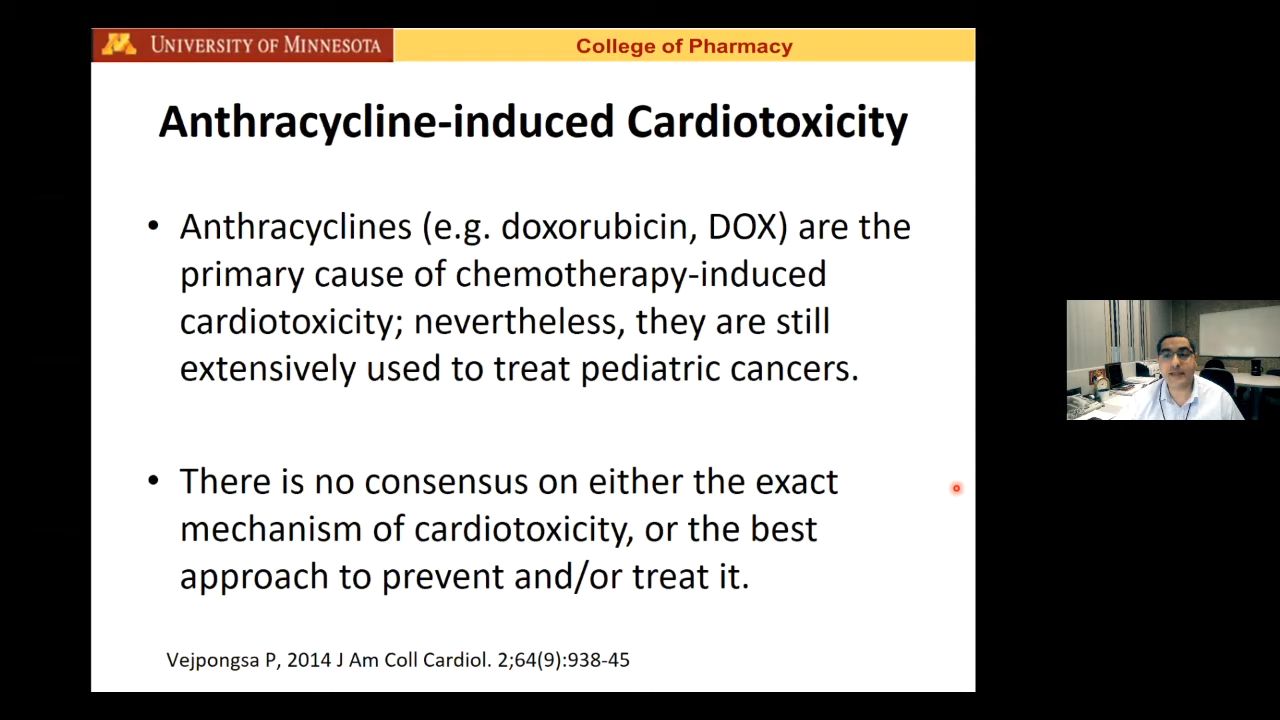 UNIVERSITY OF MINNESOTA
College of Pharmacy
Anthracycline-induced Cardiotoxicity
• Anthracyclines (e.g. doxorubicin, DOX) are the
primary cause of chemotherapy-induced
cardiotoxicity; nevertheless, they are still
extensively used to treat pediatric cancers.
• There is no consensus on either the exact
mechanism of cardiotoxicity, or the best
approach to prevent and/or treat it.
Vejpongsa P, 2014 J Am Coll Cardiol. 2;64(9):938-45